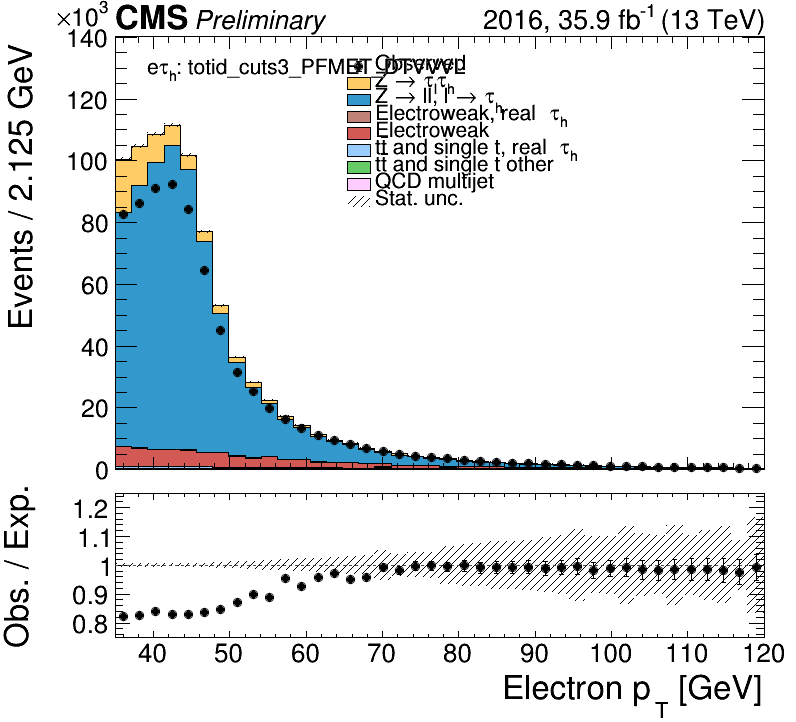 ×10³ CMS Preliminary 2016, 35.9 fb⁻¹ (13 TeV)
140
120
100
80
60
40
20
0
Events / 2.125 GeV
eτh: totid_cuts3_PFMET_DTVVVL
Observed
Z → τlτh
Z → ll, l → τh
Electroweak, real τh
Electroweak
tt̄ and single t, real τh
tt̄ and single t other
QCD multijet
Stat. unc.
1.2
1.1
1
0.9
0.8
Obs. / Exp.
40 50 60 70 80 90 100 110 120
Electron pT [GeV]